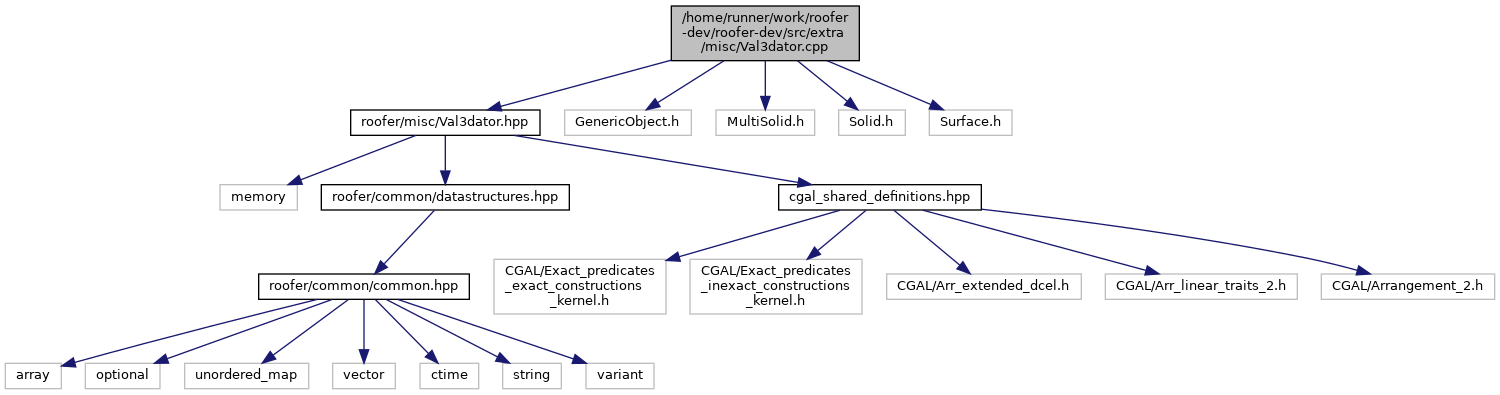 /home/runner/work/roofer
-dev/roofer-dev/src/extra
/misc/Val3dator.cpp
roofer/misc/Val3dator.hpp
GenericObject.h
MultiSolid.h
Solid.h
Surface.h
memory
roofer/common/datastructures.hpp
cgal_shared_definitions.hpp
roofer/common/common.hpp
CGAL/Exact_predicates
_exact_constructions
_kernel.h
CGAL/Exact_predicates
_inexact_constructions
_kernel.h
CGAL/Arr_extended_dcel.h
CGAL/Arr_linear_traits_2.h
CGAL/Arrangement_2.h
array
optional
unordered_map
vector
ctime
string
variant